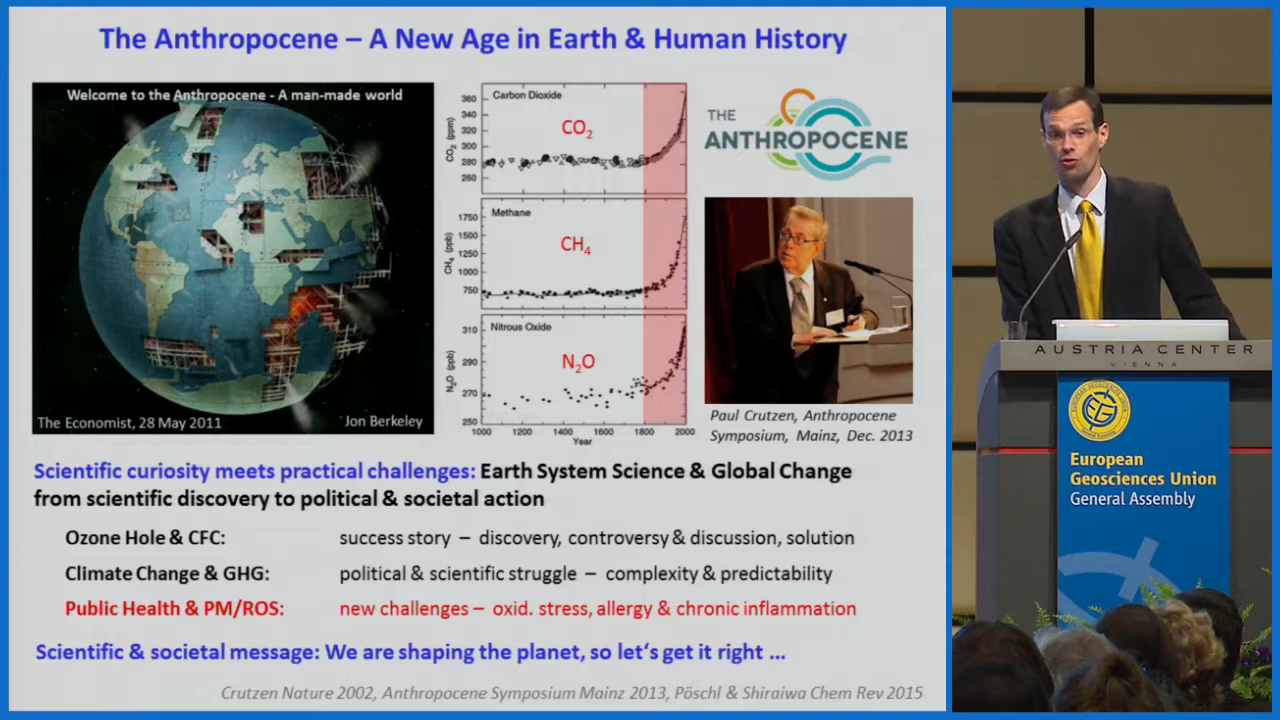 The Anthropocene – A New Age in Earth & Human History
Welcome to the Anthropocene - A man-made world
The Economist, 28 May 2011
Jon Berkeley
Carbon Dioxide
CO₂
CO₂ (ppm)
360
340
320
300
280
260
Methane
CH₄
CH₄ (ppb)
1750
1500
1250
1000
750
Nitrous Oxide
N₂O
N₂O (ppb)
310
290
270
250
1000 1200 1400 1600 1800 2000
Year
THE
ANTHROPOCENE
Paul Crutzen, Anthropocene
Symposium, Mainz, Dec. 2013
Scientific curiosity meets practical challenges: Earth System Science & Global Change
from scientific discovery to political & societal action
Ozone Hole & CFC: success story – discovery, controversy & discussion, solution
Climate Change & GHG: political & scientific struggle – complexity & predictability
Public Health & PM/ROS: new challenges – oxid. stress, allergy & chronic inflammation
Scientific & societal message: We are shaping the planet, so let‘s get it right ...
Crutzen Nature 2002, Anthropocene Symposium Mainz 2013, Pöschl & Shiraiwa Chem Rev 2015
AUSTRIA CENTER
VIENNA
European
Geosciences Union
General Assembly